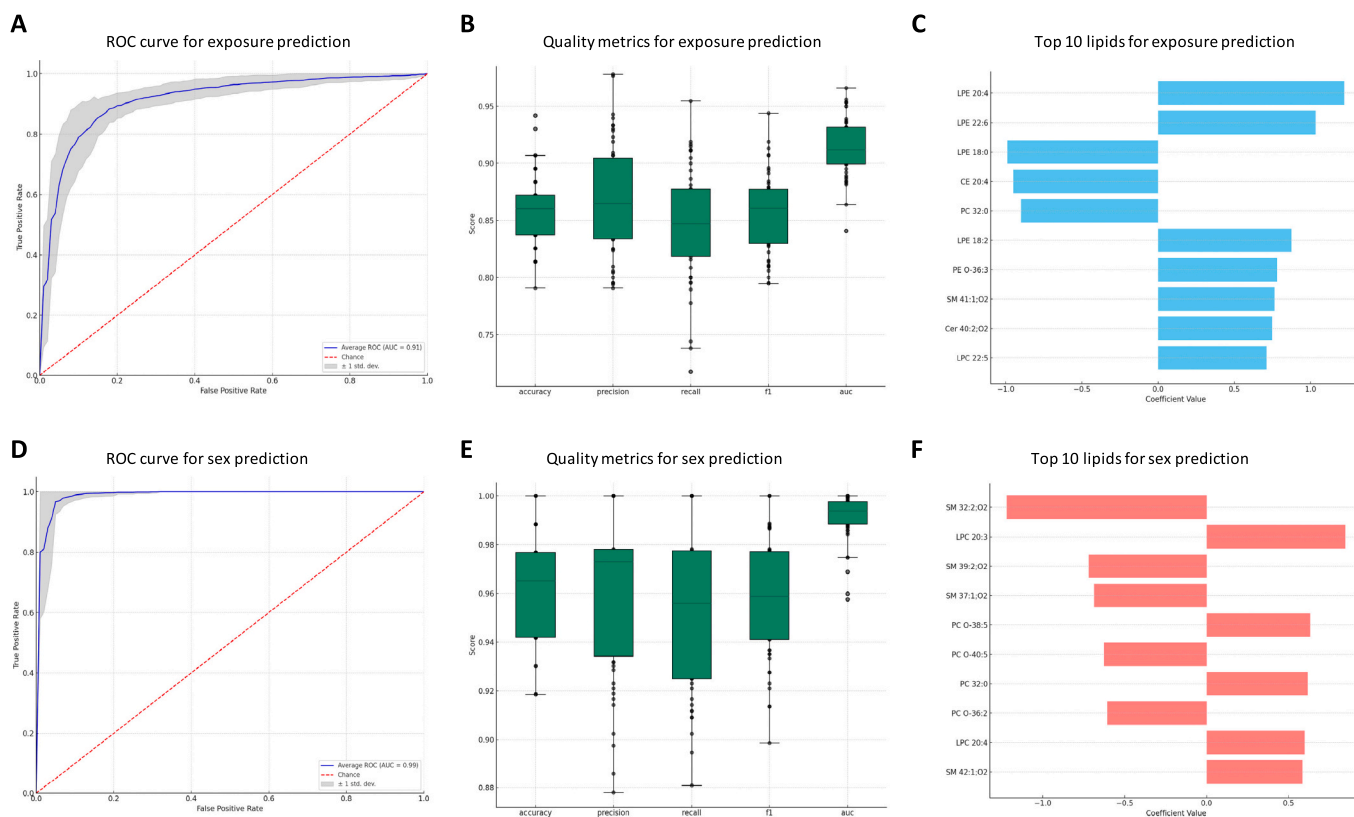 A
ROC curve for exposure prediction
1.0
0.8
0.6
0.4
0.2
0.0
True Positive Rate
0.0
0.2
0.4
0.6
0.8
1.0
False Positive Rate
Average ROC (AUC = 0.91)
Chance
± 1 std. dev.
B
Quality metrics for exposure prediction
0.95
0.90
0.85
0.80
0.75
Score
accuracy
precision
recall
f1
auc
C
Top 10 lipids for exposure prediction
LPE 20:4
LPE 22:6
LPE 18:0
CE 20:4
PC 32:0
LPE 18:2
PE O-36:3
SM 41:1;O2
Cer 40:2;O2
LPC 22:5
−1.0
−0.5
0.0
0.5
1.0
Coefficient Value
D
ROC curve for sex prediction
1.0
0.8
0.6
0.4
0.2
0.0
True Positive Rate
0.0
0.2
0.4
0.6
0.8
1.0
False Positive Rate
Average ROC (AUC = 0.99)
Chance
± 1 std. dev.
E
Quality metrics for sex prediction
1.00
0.98
0.96
0.94
0.92
0.90
0.88
Score
accuracy
precision
recall
f1
auc
F
Top 10 lipids for sex prediction
SM 32:2;O2
LPC 20:3
SM 39:2;O2
SM 37:1;O2
PC O-38:5
PC O-40:5
PC 32:0
PC O-36:2
LPC 20:4
SM 42:1;O2
−1.0
−0.5
0.0
0.5
Coefficient Value